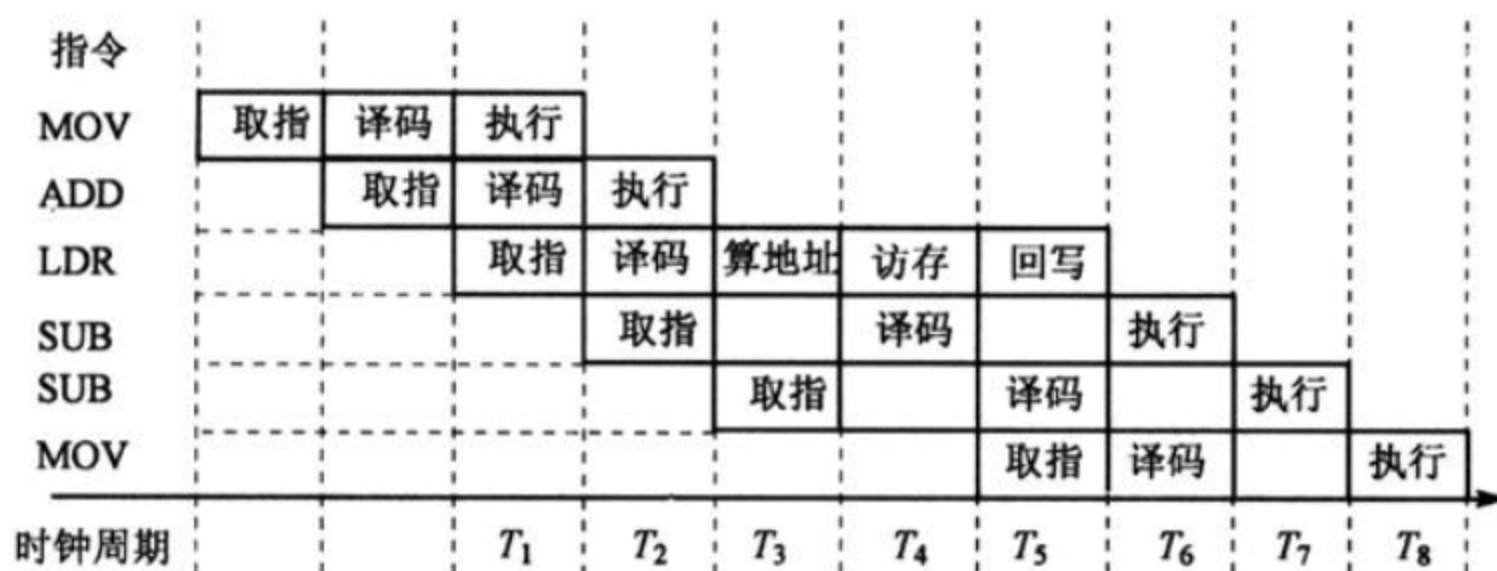 指令
MOV 取指 译码 执行
ADD 取指 译码 执行
LDR 取指 译码 算地址 访存 回写
SUB 取指 译码 执行
SUB 取指 译码 执行
MOV 取指 译码 执行
时钟周期 T₁ T₂ T₃ T₄ T₅ T₆ T₇ T₈